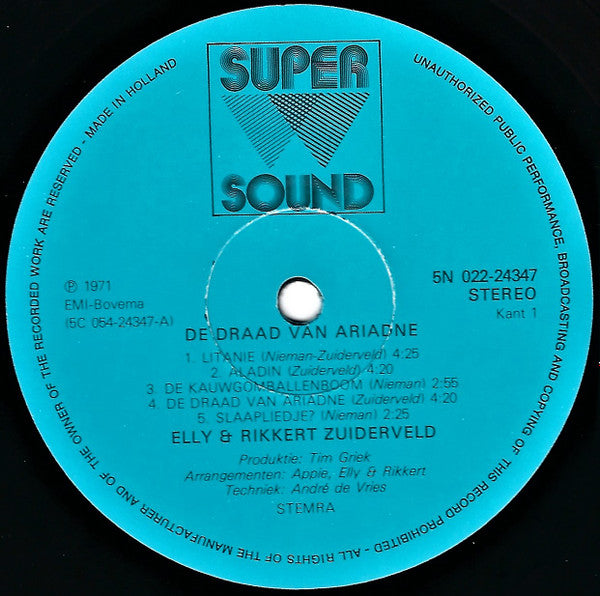 SUPER
SOUND
UNAUTHORIZED PUBLIC PERFORMANCE, BROADCASTING AND COPYING OF THIS RECORD PROHIBITED - ALL RIGHTS OF THE MANUFACTURER AND OF THE OWNER OF THE RECORDED WORK ARE RESERVED - MADE IN HOLLAND
℗ 1971
EMI-Bovema
(5C 054-24347-A)
5N 022-24347
STEREO
Kant 1
DE DRAAD VAN ARIADNE
1. LITANIE (Nieman-Zuiderveld) 4:25
2. ALADIN (Zuiderveld) 4:20
3. DE KAUWGOMBALLENBOOM (Nieman) 2:55
4. DE DRAAD VAN ARIADNE (Zuiderveld) 4:20
5. SLAAPLIEDJE? (Nieman) 2:25
ELLY & RIKKERT ZUIDERVELD
Produktie: Tim Griek
Arrangementen: Appie, Elly & Rikkert
Techniek: André de Vries
STEMRA